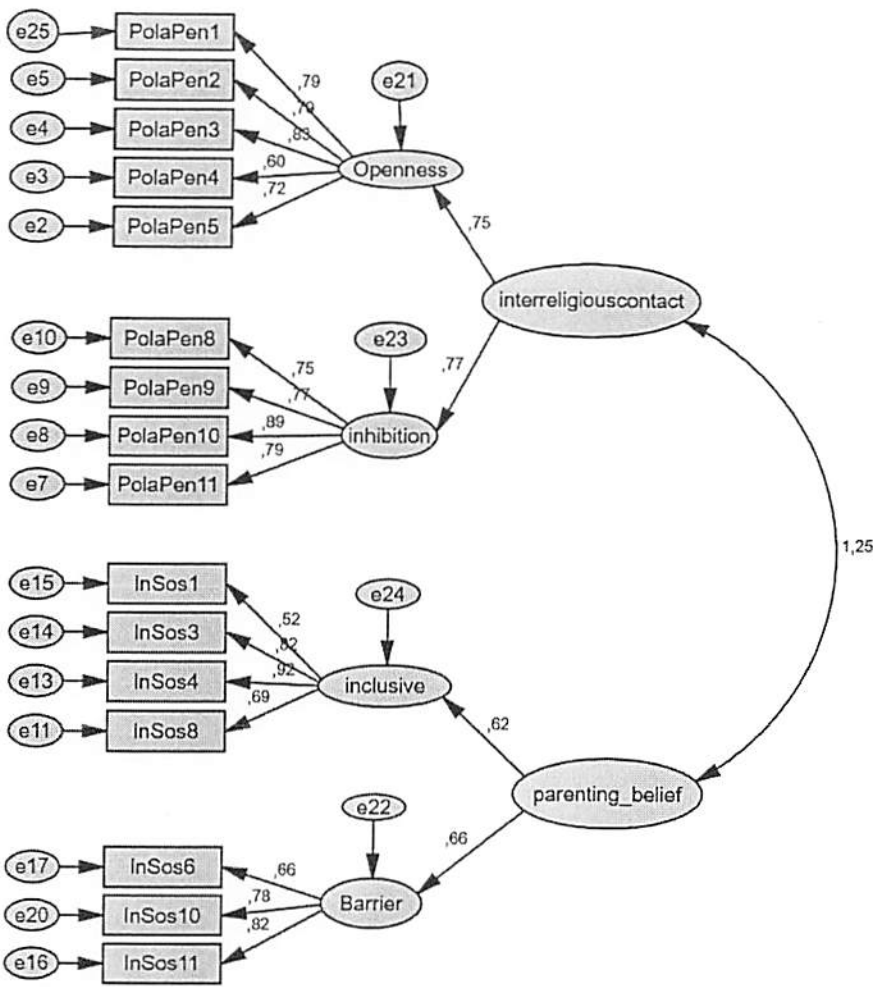 e25
PolaPen1
,79
e5
PolaPen2
,79
e21
e4
PolaPen3
,83
Openness
e3
PolaPen4
,60
e2
PolaPen5
,72
,75
interreligiouscontact
e10
PolaPen8
,75
e23
,77
e9
PolaPen9
,77
e8
PolaPen10
,89
inhibition
e7
PolaPen11
,79
1,25
e15
InSos1
,52
e24
e14
InSos3
,82
e13
InSos4
,92
inclusive
e11
InSos8
,69
,62
parenting_belief
e22
,66
e17
InSos6
,66
e20
InSos10
,78
Barrier
e16
InSos11
,82